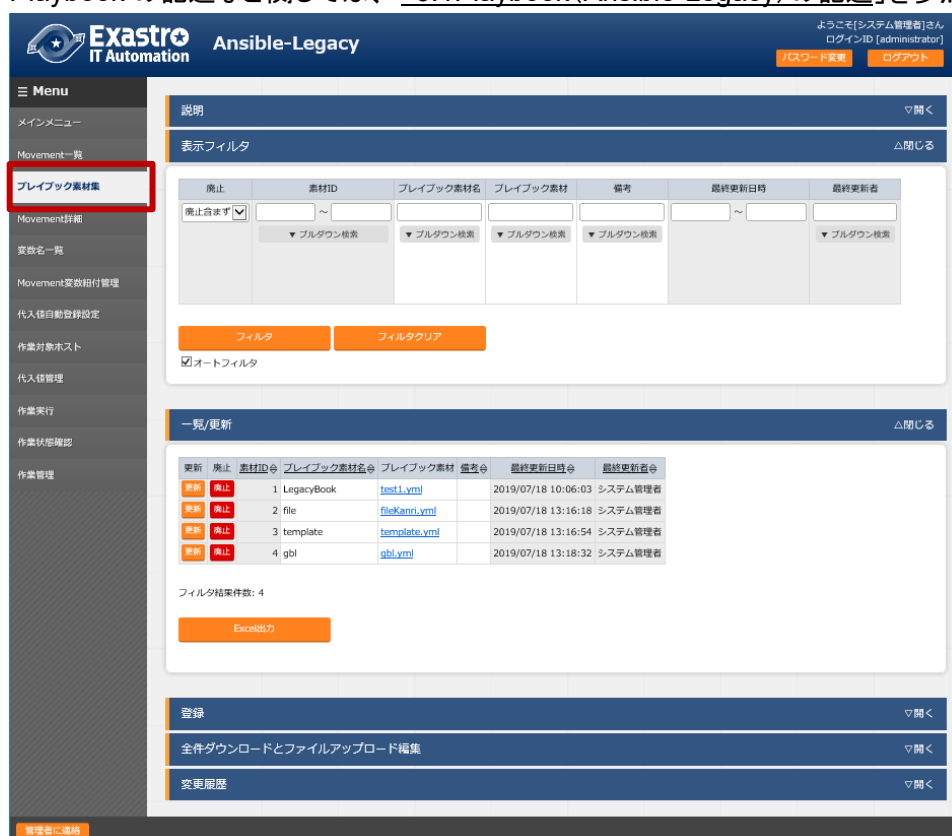 ようこそ[システム管理者]さん
ログインID [administrator]
Exastro
IT Automation
Ansible-Legacy
パスワード変更 ログアウト
☰ Menu
メインメニュー
Movement一覧
プレイブック素材集
Movement詳細
変数名一覧
Movement変数紐付管理
代入値自動登録設定
作業対象ホスト
代入値管理
作業実行
作業状態確認
作業管理
説明 ▽開く
表示フィルタ △閉じる
廃止 素材ID プレイブック素材名 プレイブック素材 備考 最終更新日時 最終更新者
廃止含まず ～ ～
▼ プルダウン検索 ▼ プルダウン検索 ▼ プルダウン検索 ▼ プルダウン検索 ▼ プルダウン検索
フィルタ フィルタクリア
オートフィルタ
一覧/更新 △閉じる
更新 廃止 素材ID プレイブック素材名 プレイブック素材 備考 最終更新日時 最終更新者
更新 廃止 1 LegacyBook test1.yml 2019/07/18 10:06:03 システム管理者
更新 廃止 2 file fileKanri.yml 2019/07/18 13:16:18 システム管理者
更新 廃止 3 template template.yml 2019/07/18 13:16:54 システム管理者
更新 廃止 4 gbl gbl.yml 2019/07/18 13:18:32 システム管理者
フィルタ結果件数: 4
Excel出力
登録 ▽開く
全件ダウンロードとファイルアップロード編集 ▽開く
変更履歴 ▽開く
管理者に連絡